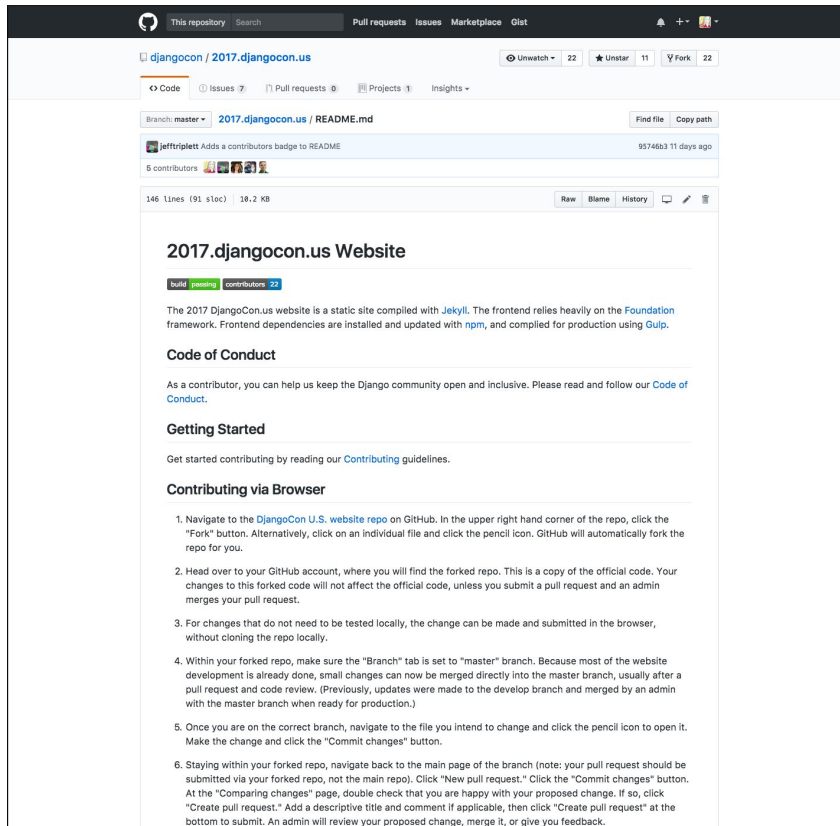 This repository Search Pull requests Issues Marketplace Gist
djangocon / 2017.djangocon.us Unwatch 22 Unstar 11 Fork 22
Code Issues 7 Pull requests 0 Projects 1 Insights
Branch: master 2017.djangocon.us / README.md Find file Copy path
jefftriplett Adds a contributors badge to README 95746b3 11 days ago
5 contributors
146 lines (91 sloc) 10.2 KB Raw Blame History
2017.djangocon.us Website
build passing contributors 22
The 2017 DjangoCon.us website is a static site compiled with Jekyll. The frontend relies heavily on the Foundation
framework. Frontend dependencies are installed and updated with npm, and complied for production using Gulp.
Code of Conduct
As a contributor, you can help us keep the Django community open and inclusive. Please read and follow our Code of
Conduct.
Getting Started
Get started contributing by reading our Contributing guidelines.
Contributing via Browser
1. Navigate to the DjangoCon U.S. website repo on GitHub. In the upper right hand corner of the repo, click the
"Fork" button. Alternatively, click on an individual file and click the pencil icon. GitHub will automatically fork the
repo for you.
2. Head over to your GitHub account, where you will find the forked repo. This is a copy of the official code. Your
changes to this forked code will not affect the official code, unless you submit a pull request and an admin
merges your pull request.
3. For changes that do not need to be tested locally, the change can be made and submitted in the browser,
without cloning the repo locally.
4. Within your forked repo, make sure the "Branch" tab is set to "master" branch. Because most of the website
development is already done, small changes can now be merged directly into the master branch, usually after a
pull request and code review. (Previously, updates were made to the develop branch and merged by an admin
with the master branch when ready for production.)
5. Once you are on the correct branch, navigate to the file you intend to change and click the pencil icon to open it.
Make the change and click the "Commit changes" button.
6. Staying within your forked repo, navigate back to the main page of the branch (note: your pull request should be
submitted via your forked repo, not the main repo). Click "New pull request." Click the "Commit changes" button.
At the "Comparing changes" page, double check that you are happy with your proposed change. If so, click
"Create pull request." Add a descriptive title and comment if applicable, then click "Create pull request" at the
bottom to submit. An admin will review your proposed change, merge it, or give you feedback.